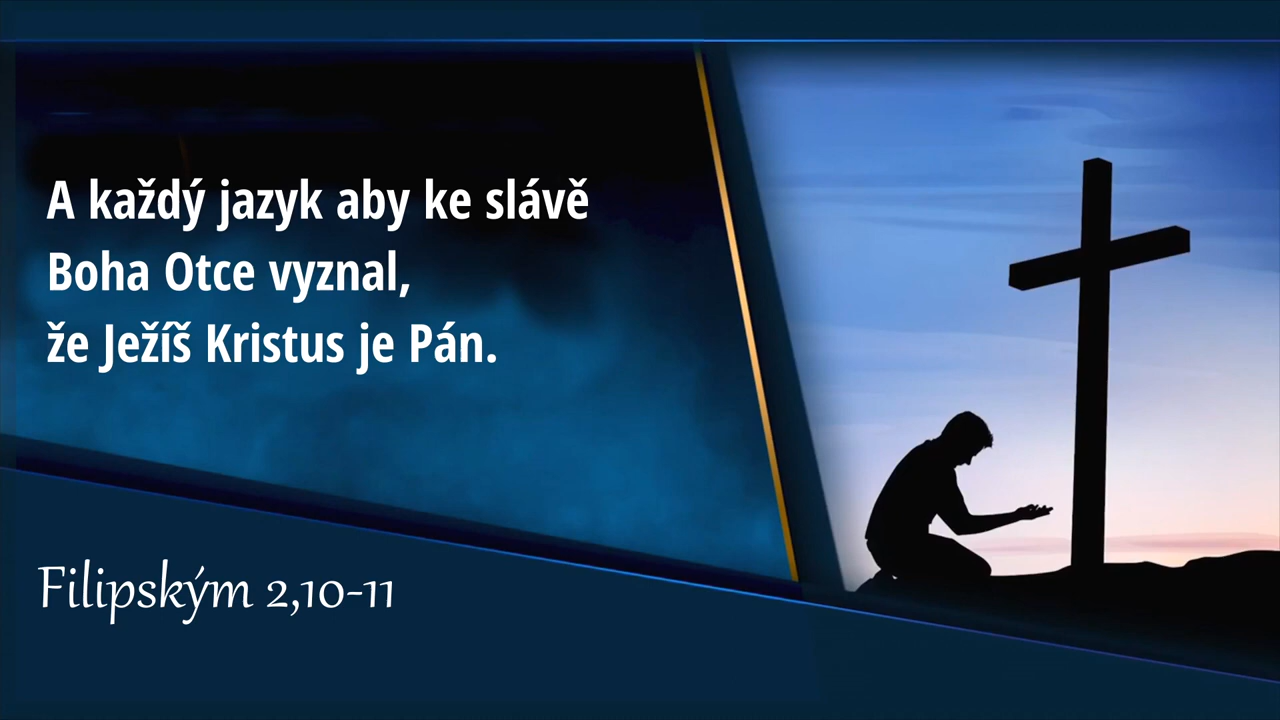 A každý jazyk aby ke slávě
Boha Otce vyznal,
že Ježíš Kristus je Pán.
Filipským 2,10-11